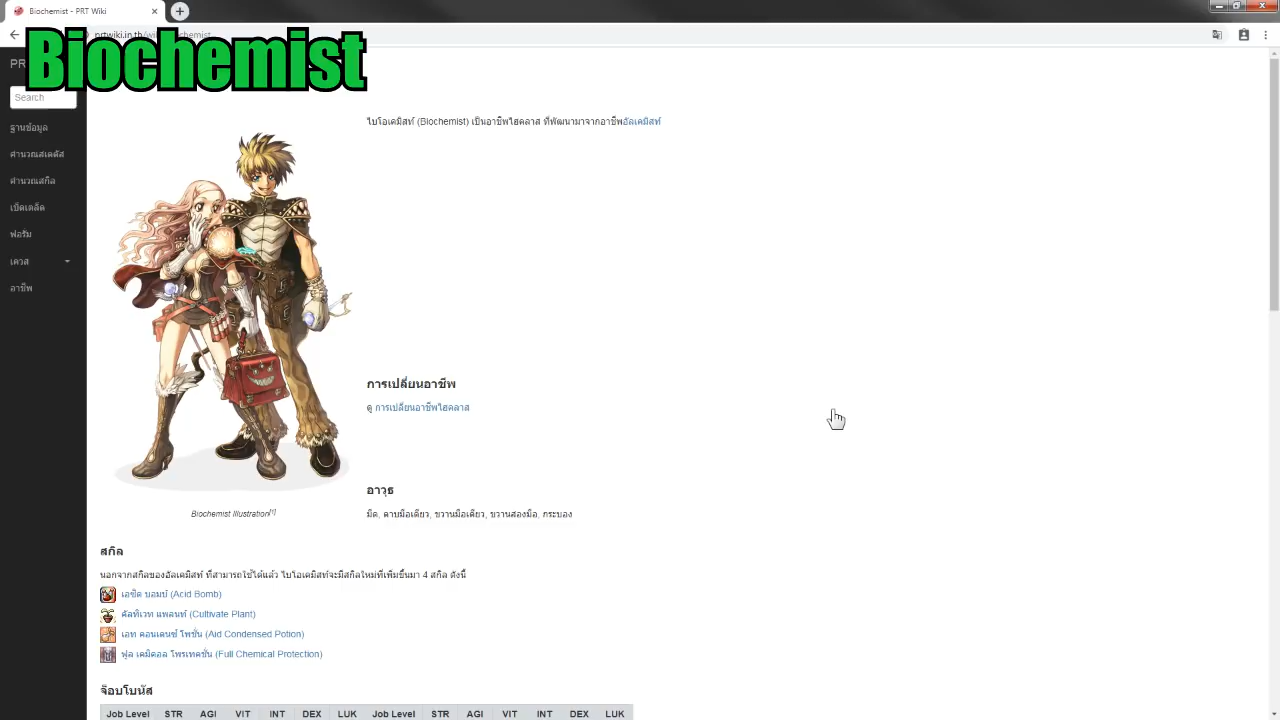 Biochemist - PRT Wiki
Biochemist
Search
ฐานข้อมูล
คำนวณสเตตัส
คำนวณสกิล
เบ็ดเตล็ด
ฟอรั่ม
เควส
อาชีพ
ไบโอเคมิสท์ (Biochemist) เป็นอาชีพไฮคลาส ที่พัฒนามาจากอาชีพอัลเคมิสท์
การเปลี่ยนอาชีพ
ดู การเปลี่ยนอาชีพไฮคลาส
อาวุธ
มีด, ดาบมือเดียว, ขวานมือเดียว, ขวานสองมือ, กระบอง
Biochemist Illustration[1]
สกิล
นอกจากสกิลของอัลเคมิสท์ ที่สามารถใช้ได้แล้ว ไบโอเคมิสท์จะมีสกิลใหม่ที่เพิ่มขึ้นมา 4 สกิล ดังนี้
เอซิด บอมบ์ (Acid Bomb)
คัลทิเวท แพลนท์ (Cultivate Plant)
เอท คอนเดนซ์ โพชั่น (Aid Condensed Potion)
ฟูล เคมิคอล โพรเทคชั่น (Full Chemical Protection)
จ๊อบโบนัส
Job Level STR AGI VIT INT DEX LUK Job Level STR AGI VIT INT DEX LUK